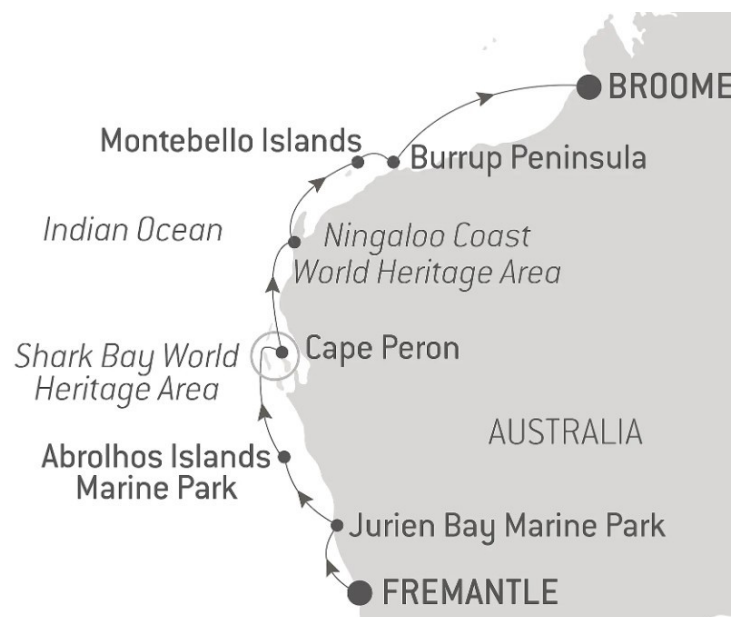 BROOME
Montebello Islands
Burrup Peninsula
Indian Ocean
Ningaloo Coast
World Heritage Area
Shark Bay World
Heritage Area
Cape Peron
AUSTRALIA
Abrolhos Islands
Marine Park
Jurien Bay Marine Park
FREMANTLE